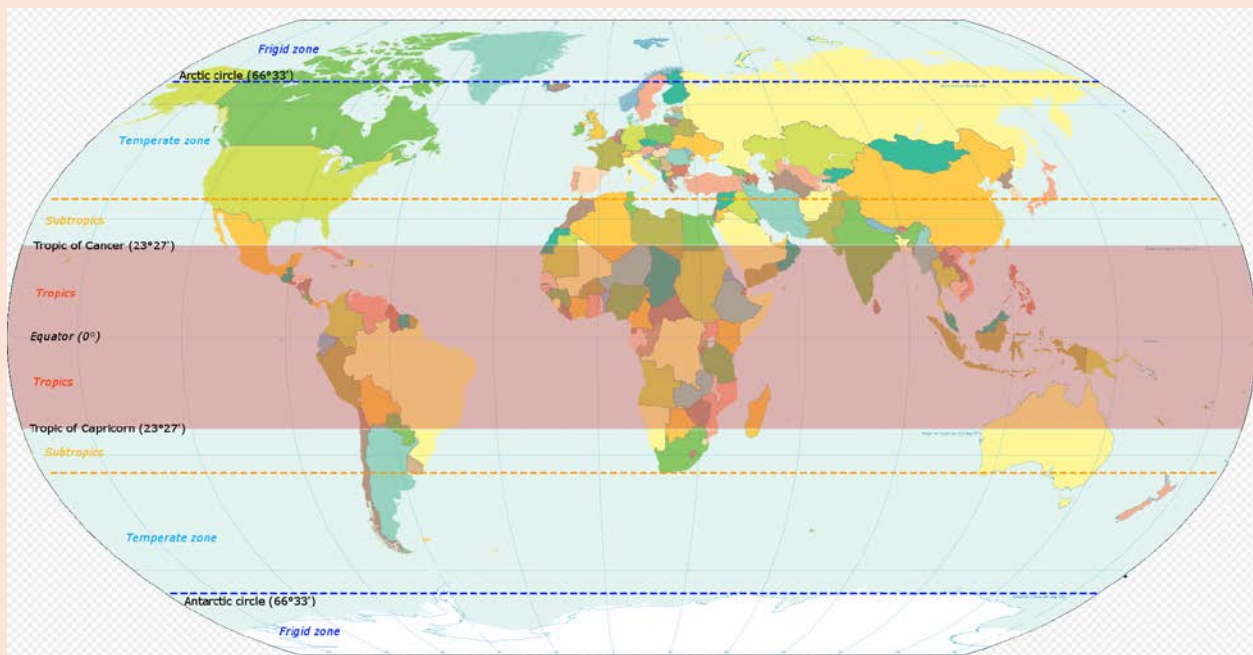 Frigid zone
Arctic circle (66°33')
Temperate zone
Subtropics
Tropic of Cancer (23°27')
Tropics
Equator (0°)
Tropics
Tropic of Capricorn (23°27')
Subtropics
Temperate zone
Antarctic circle (66°33')
Frigid zone